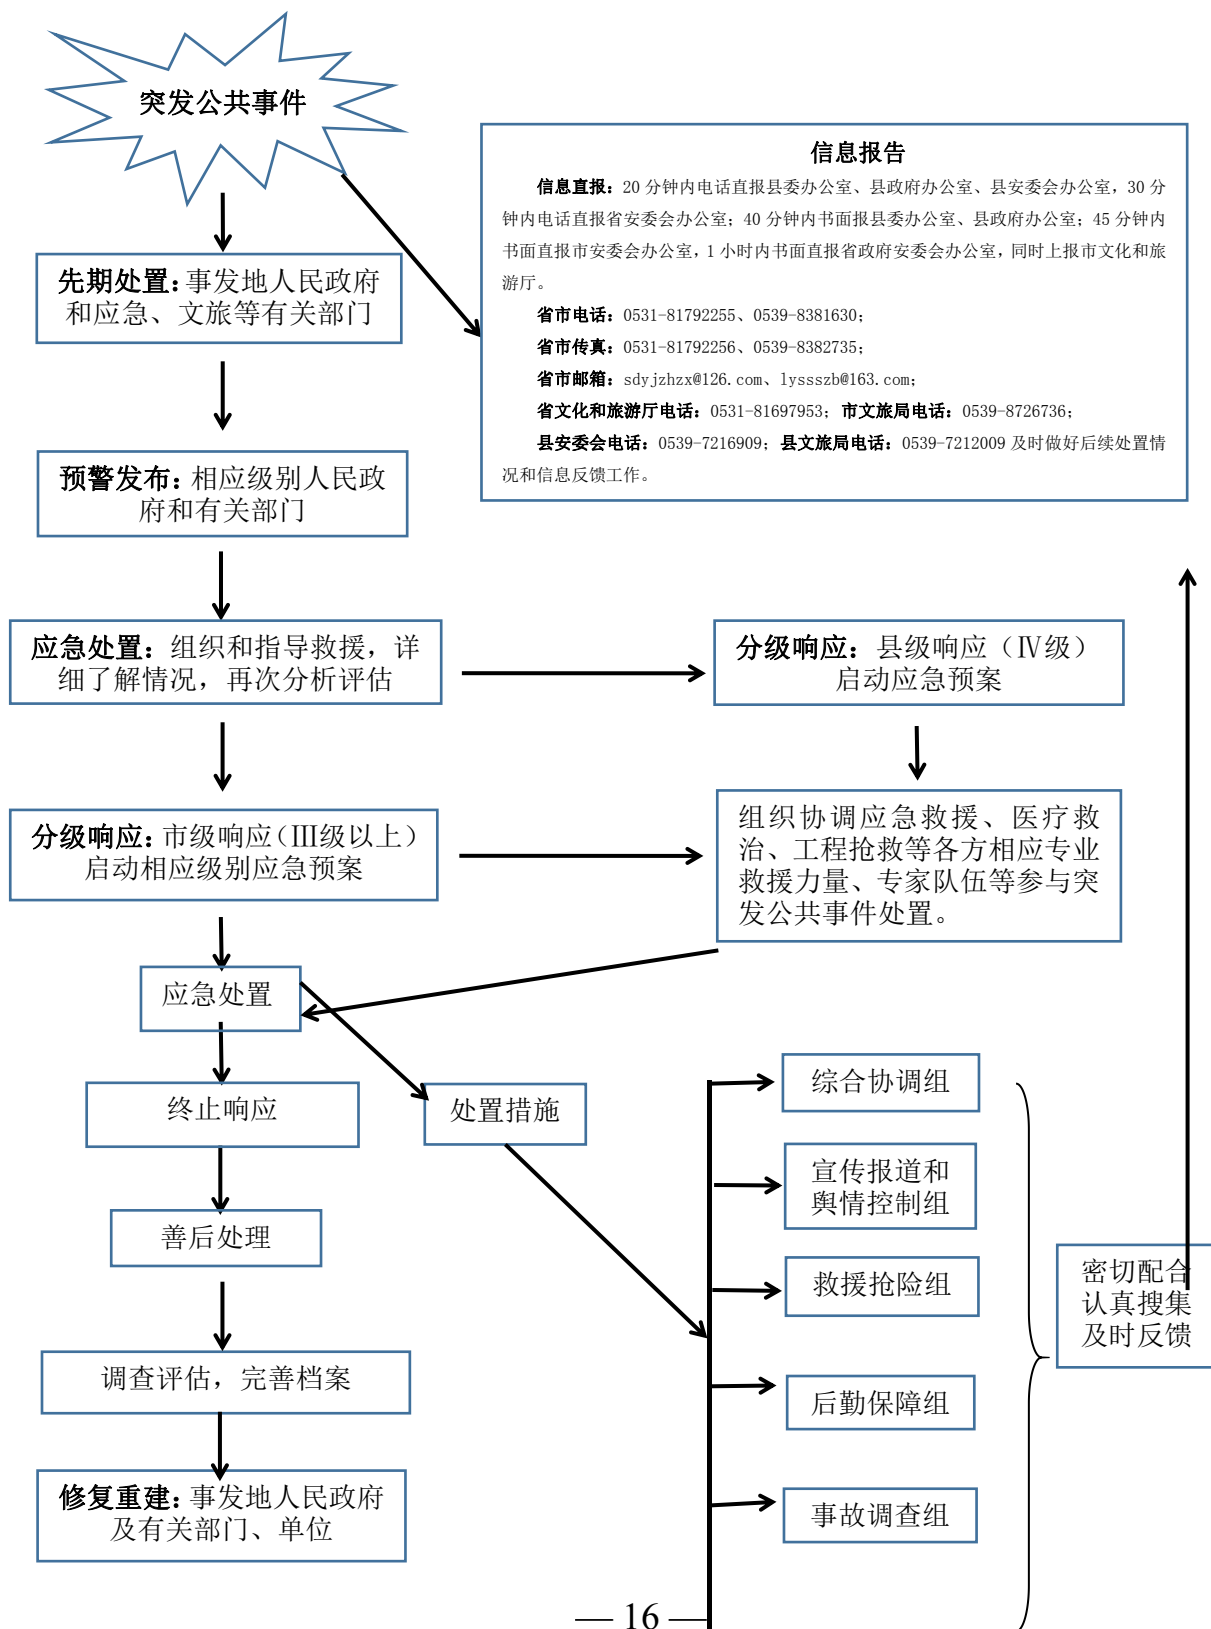 突发公共事件
信息报告
信息直报：20 分钟内电话直报县委办公室、县政府办公室、县安委会办公室，30 分
钟内电话直报省安委会办公室；40 分钟内书面报县委办公室、县政府办公室；45 分钟内
书面直报市安委会办公室，1 小时内书面直报省政府安委会办公室，同时上报市文化和旅
游厅。
省市电话：0531-81792255、0539-8381630；
省市传真：0531-81792256、0539-8382735；
省市邮箱：sdyjzhzx@126.com、lyssszb@163.com；
省文化和旅游厅电话：0531-81697953；市文旅局电话：0539-8726736；
县安委会电话：0539-7216909；县文旅局电话：0539-7212009 及时做好后续处置情
况和信息反馈工作。
先期处置：事发地人民政府
和应急、文旅等有关部门
预警发布：相应级别人民政
府和有关部门
应急处置：组织和指导救援，详
细了解情况，再次分析评估
分级响应：县级响应（Ⅳ级）
启动应急预案
分级响应：市级响应（Ⅲ级以上）
启动相应级别应急预案
组织协调应急救援、医疗救
治、工程抢救等各方相应专业
救援力量、专家队伍等参与突
发公共事件处置。
应急处置
终止响应
处置措施
善后处理
调查评估，完善档案
修复重建：事发地人民政府
及有关部门、单位
综合协调组
宣传报道和
舆情控制组
救援抢险组
后勤保障组
事故调查组
密切配合
认真搜集
及时反馈
— 16 —